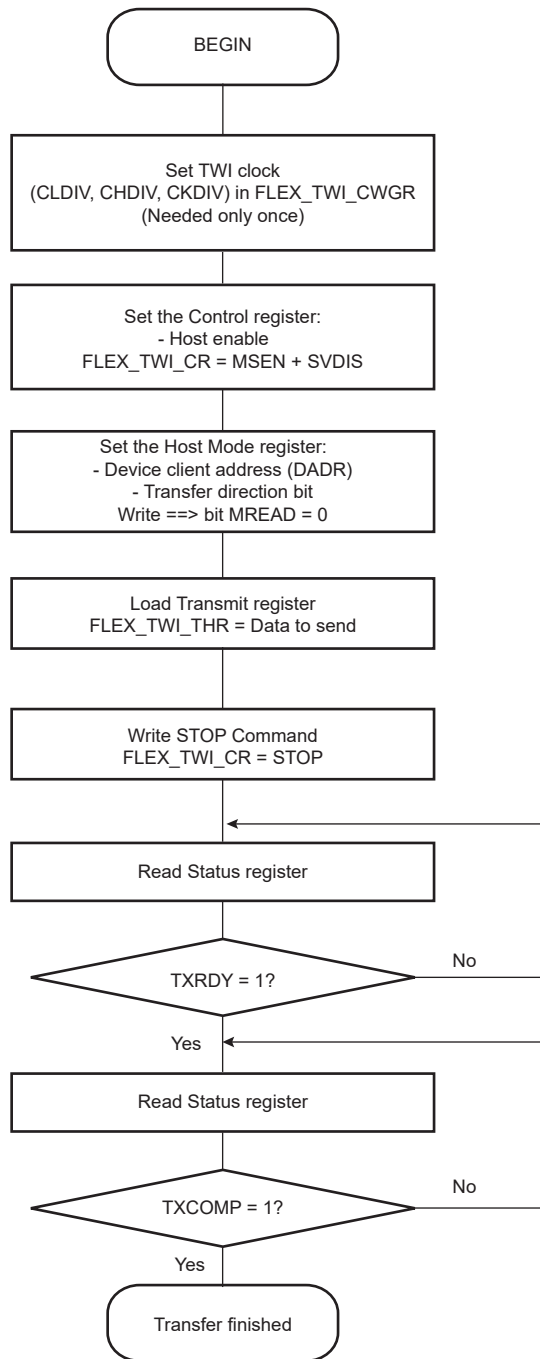 BEGIN
Set TWI clock
(CLDIV, CHDIV, CKDIV) in FLEX_TWI_CWGR
(Needed only once)
Set the Control register:
- Host enable
FLEX_TWI_CR = MSEN + SVDIS
Set the Host Mode register:
- Device client address (DADR)
- Transfer direction bit
Write ==> bit MREAD = 0
Load Transmit register
FLEX_TWI_THR = Data to send
Write STOP Command
FLEX_TWI_CR = STOP
Read Status register
TXRDY = 1?
No
Yes
Read Status register
TXCOMP = 1?
No
Yes
Transfer finished